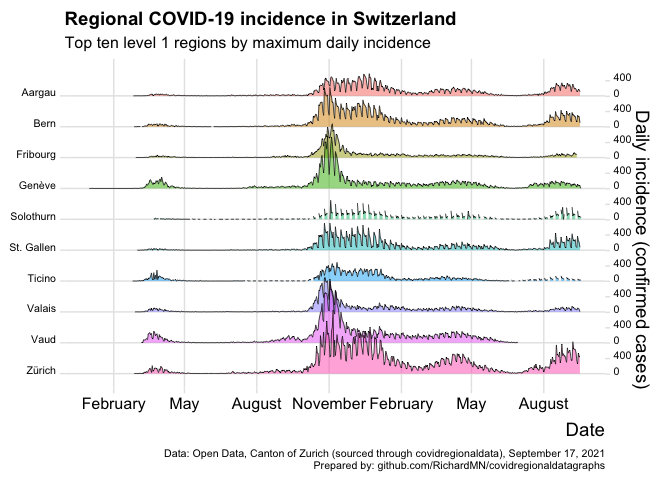 Regional COVID-19 incidence in Switzerland
Top ten level 1 regions by maximum daily incidence
Aargau
400
0
Bern
400
0
Fribourg
400
0
Genève
400
0
Solothurn
400
0
St. Gallen
400
0
Ticino
400
0
Valais
400
0
Vaud
400
0
Zürich
400
0
Daily incidence (confirmed cases)
February May August November February May August
Date
Data: Open Data, Canton of Zurich (sourced through covidregionaldata), September 17, 2021
Prepared by: github.com/RichardMN/covidregionaldatagraphs